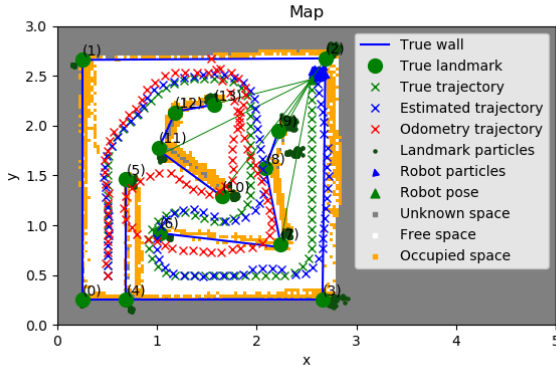 Map
3.0
2.5
2.0
1.5
1.0
0.5
0.0
y
0
1
2
3
4
5
x
(1)
(2)
(13)
(12)
(9)
(11)
(8)
(5)
(10)
(6)
(0)
(4)
(3)
True wall
True landmark
True trajectory
Estimated trajectory
Odometry trajectory
Landmark particles
Robot particles
Robot pose
Unknown space
Free space
Occupied space